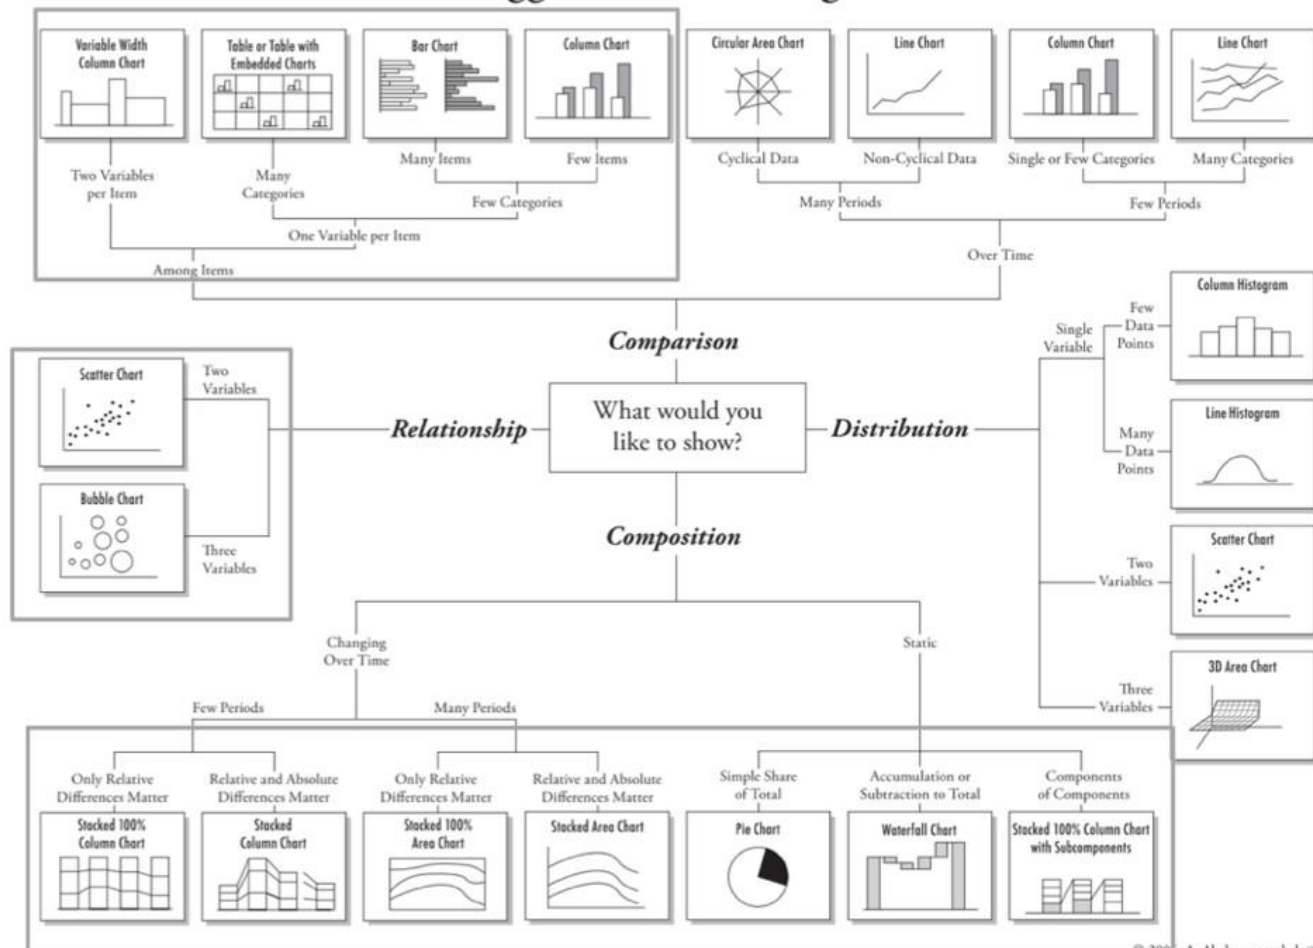 Variable Width
Column Chart
Table or Table with
Embedded Charts
Bar Chart
Column Chart
Circular Area Chart
Line Chart
Column Chart
Line Chart
Two Variables
per Item
Many
Categories
Many Items
Few Items
Cyclical Data
Non-Cyclical Data
Single or Few Categories
Many Categories
Few Categories
Many Periods
Few Periods
One Variable per Item
Over Time
Among Items
Comparison
Single
Variable
Few
Data
Points
Column Histogram
Scatter Chart
Two
Variables
Relationship
What would you
like to show?
Distribution
Many
Data
Points
Line Histogram
Bubble Chart
Three
Variables
Composition
Two
Variables
Scatter Chart
Changing
Over Time
Static
Three
Variables
3D Area Chart
Few Periods
Many Periods
Only Relative
Differences Matter
Relative and Absolute
Differences Matter
Only Relative
Differences Matter
Relative and Absolute
Differences Matter
Simple Share
of Total
Accumulation or
Subtraction to Total
Components
of Components
Stacked 100%
Column Chart
Stacked
Column Chart
Stacked 100%
Area Chart
Stacked Area Chart
Pie Chart
Waterfall Chart
Stacked 100% Column Chart
with Subcomponents